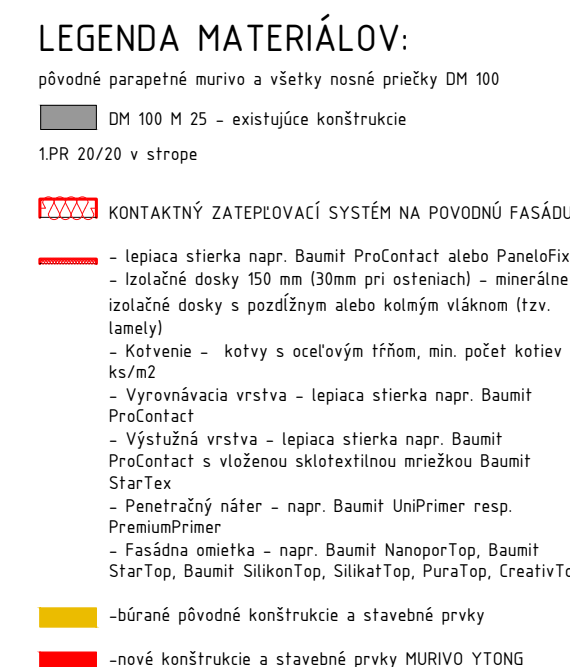 LEGENDA MATERIÁLOV:
pôvodné parapetné murivo a všetky nosné priečky DM 100
DM 100 M 25 - existujúce konštrukcie
1.PR 20/20 v strope
KONTAKTNÝ ZATEPĽOVACÍ SYSTÉM NA POVODNÚ FASÁDU
- lepiaca stierka napr. Baumit ProContact alebo PaneloFix
- Izolačné dosky 150 mm (30mm pri osteniach) - minerálne
izolačné dosky s pozdĺžnym alebo kolmým vláknom (tzv.
lamely)
- Kotvenie - kotvy s oceľovým tŕňom, min. počet kotiev
ks/m2
- Vyrovnávacia vrstva - lepiaca stierka napr. Baumit
ProContact
- Výstužná vrstva - lepiaca stierka napr. Baumit
ProContact s vloženou sklotextilnou mriežkou Baumit
StarTex
- Penetračný náter - napr. Baumit UniPrimer resp.
PremiumPrimer
- Fasádna omietka - napr. Baumit NanoporTop, Baumit
StarTop, Baumit SilikonTop, SilikatTop, PuraTop, CreativTo
-búrané pôvodné konštrukcie a stavebné prvky
-nové konštrukcie a stavebné prvky MURIVO YTONG